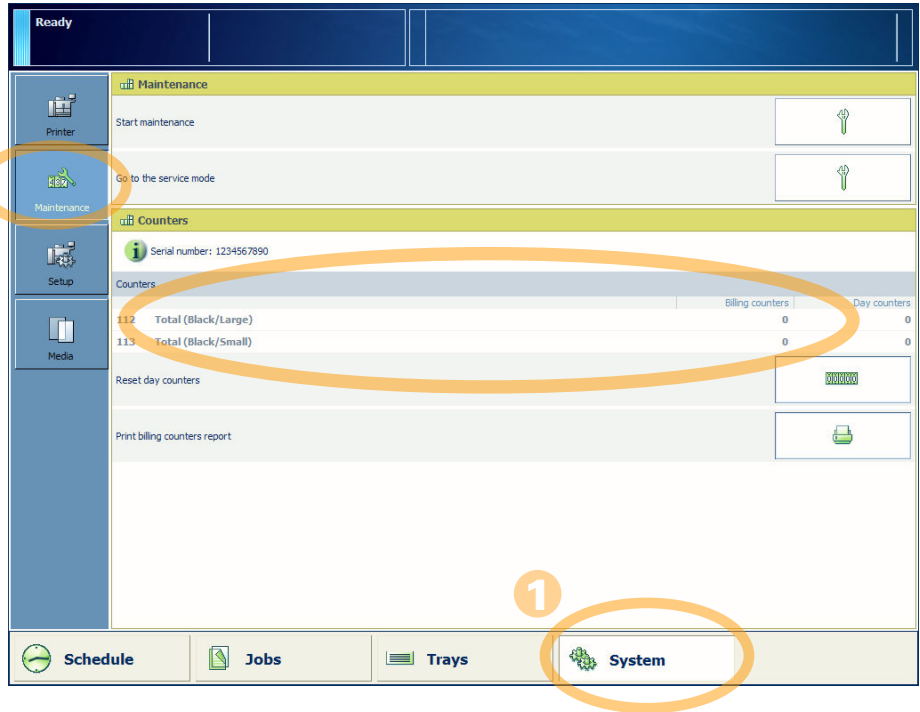 Ready
Maintenance
Printer
Start maintenance
Maintenance
Go to the service mode
Counters
Setup
Serial number: 1234567890
Counters
Billing counters Day counters
112 Total (Black/Large) 0 0
113 Total (Black/Small) 0 0
Media
Reset day counters
00000
Print billing counters report
1
Schedule Jobs Trays System